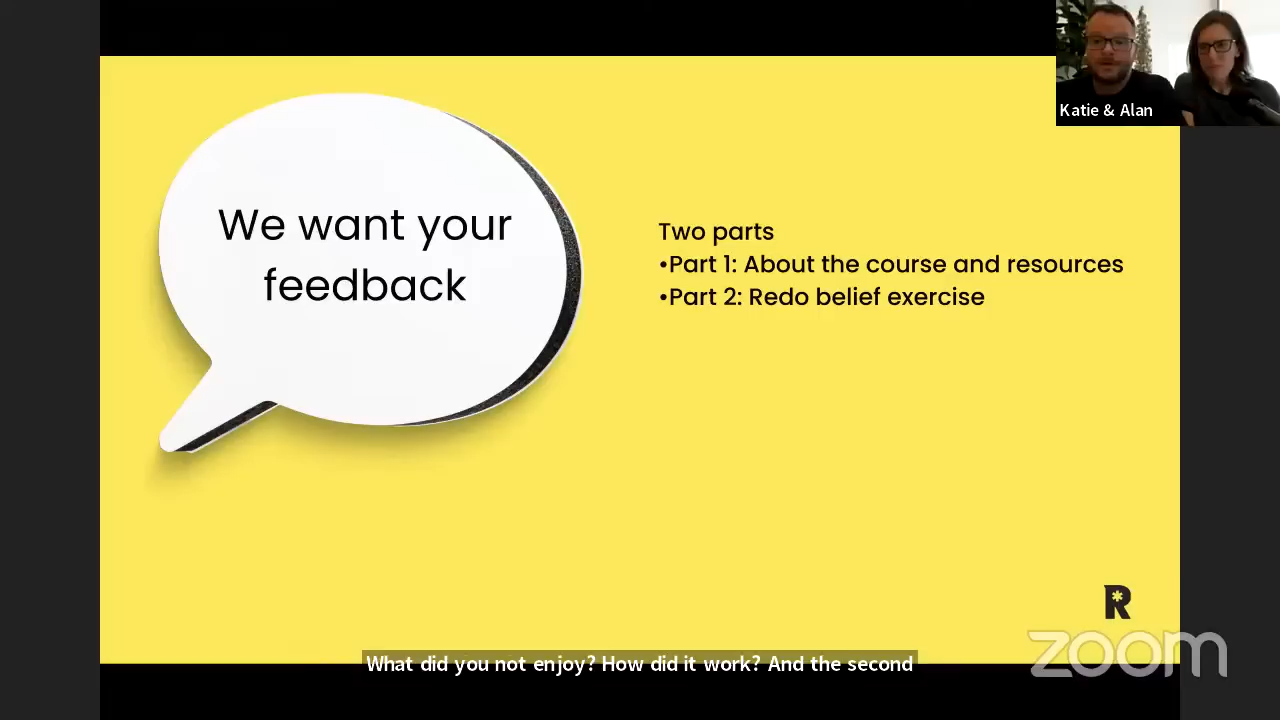 Katie & Alan
We want your
feedback
Two parts
•Part 1: About the course and resources
•Part 2: Redo belief exercise
R
zoom
What did you not enjoy? How did it work? And the second